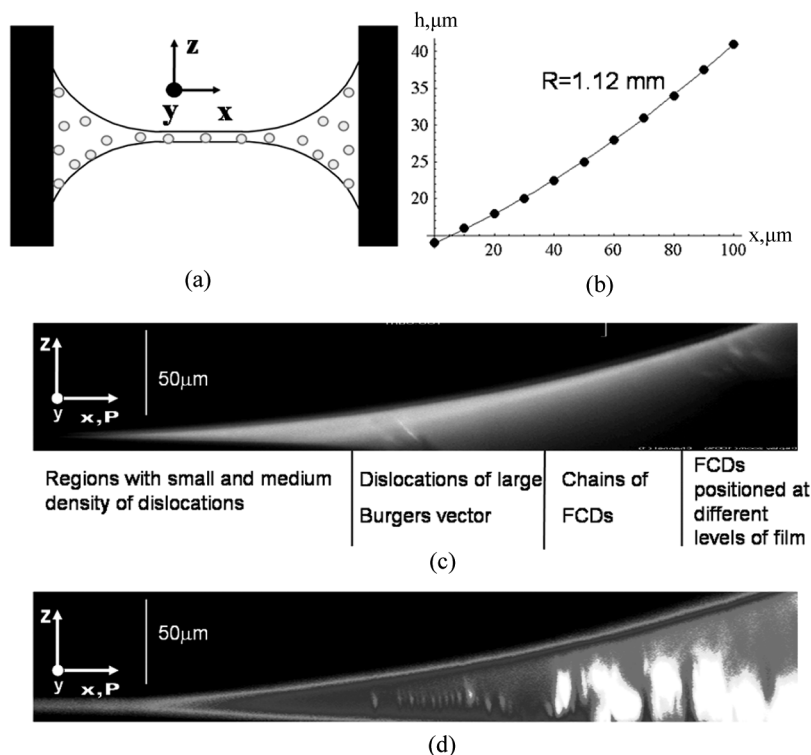 z
y
x
(a)
h,μm
40
35
30
25
20
R=1.12 mm
20
40
60
80
100
x,μm
(b)
z
y
x,P
50μm
Regions with small and medium
density of dislocations
Dislocations of large
Burgers vector
Chains of
FCDs
FCDs
positioned at
different
levels of film
(c)
z
y
x,P
50μm
(d)